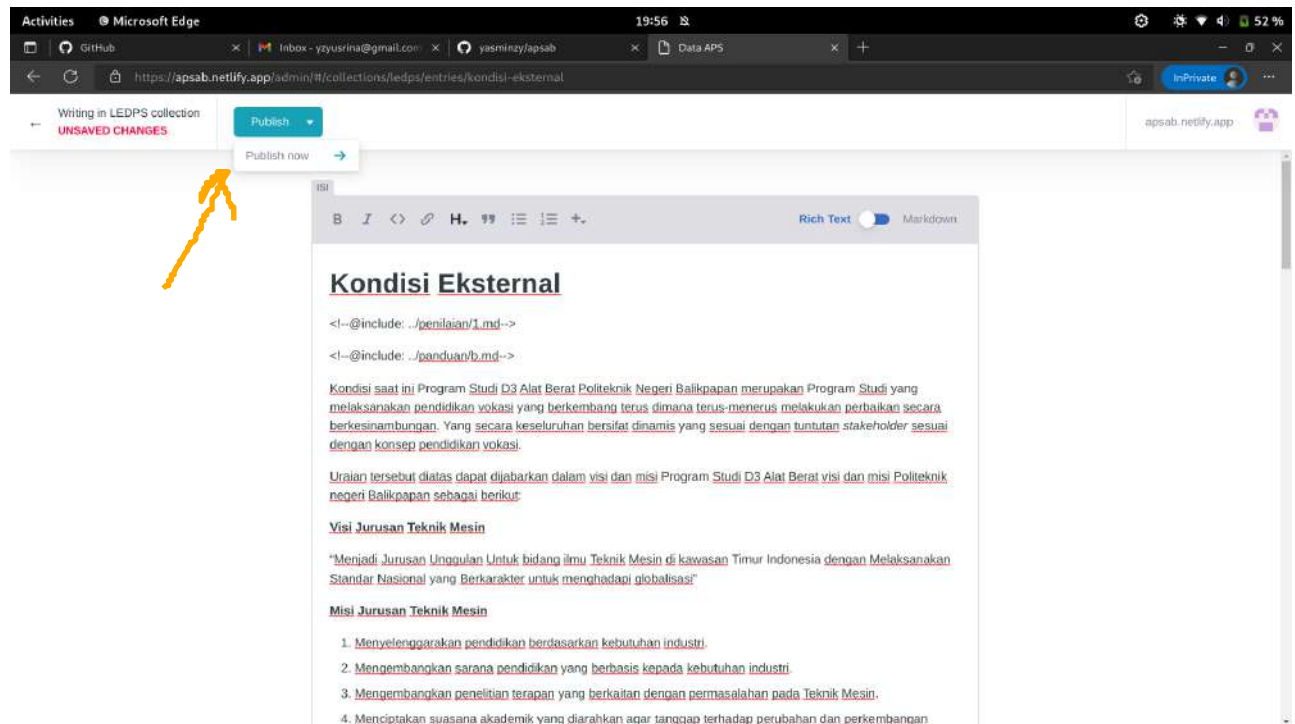 Activities Microsoft Edge 19:56 52 %
GitHub Inbox - yzyusrina@gmail.com yasminzy/apsab Data APS
https://apsab.netlify.app/admin/#/collections/ledps/entries/kondisi-eksternal InPrivate
Writing in LEDPS collection
UNSAVED CHANGES
Publish
apsab.netlify.app
Publish now
ISI
B I <> H 99 Rich Text Markdown
Kondisi Eksternal
<!--@include: ../penilaian/1.md-->
<!--@include: ../panduan/b.md-->
Kondisi saat ini Program Studi D3 Alat Berat Politeknik Negeri Balikpapan merupakan Program Studi yang
melaksanakan pendidikan vokasi yang berkembang terus dimana terus-menerus melakukan perbaikan secara
berkesinambungan. Yang secara keseluruhan bersifat dinamis yang sesuai dengan tuntutan stakeholder sesuai
dengan konsep pendidikan vokasi.
Uraian tersebut diatas dapat dijabarkan dalam visi dan misi Program Studi D3 Alat Berat visi dan misi Politeknik
negeri Balikpapan sebagai berikut:
Visi Jurusan Teknik Mesin
“Menjadi Jurusan Unggulan Untuk bidang ilmu Teknik Mesin di kawasan Timur Indonesia dengan Melaksanakan
Standar Nasional yang Berkarakter untuk menghadapi globalisasi”
Misi Jurusan Teknik Mesin
1. Menyelenggarakan pendidikan berdasarkan kebutuhan industri.
2. Mengembangkan sarana pendidikan yang berbasis kepada kebutuhan industri.
3. Mengembangkan penelitian terapan yang berkaitan dengan permasalahan pada Teknik Mesin.
4. Menciptakan suasana akademik yang diarahkan agar tanggap terhadap perubahan dan perkembangan